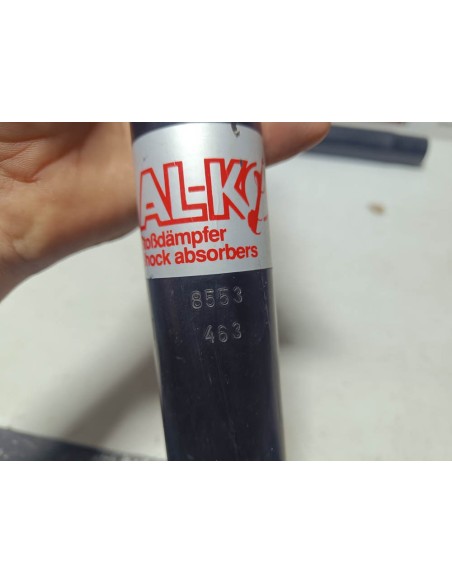 AL-KO
toßdämpfer
hock absorbers
8553
463